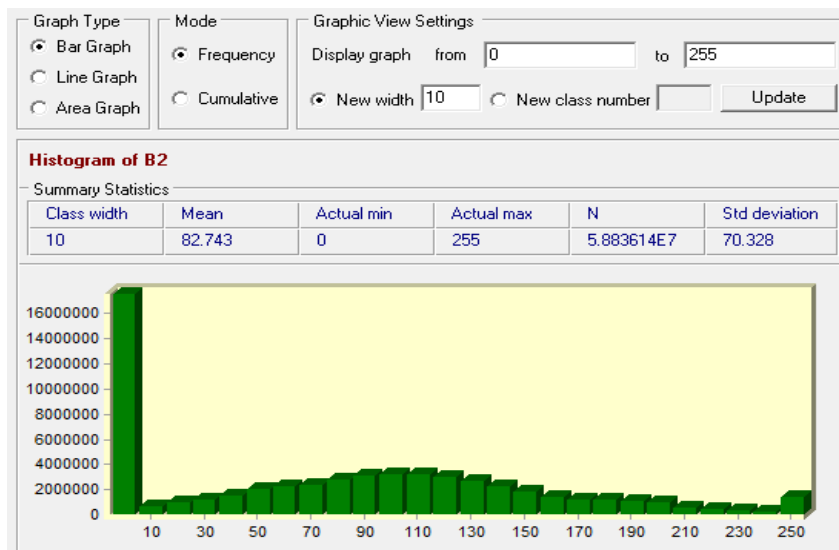 Graph Type Mode Graphic View Settings
Bar Graph Frequency Display graph from 0 to 255
Line Graph
Area Graph Cumulative New width 10 New class number Update
Histogram of B2
Summary Statistics
Class width Mean Actual min Actual max N Std deviation
10 82.743 0 255 5.883614E7 70.328
16000000
14000000
12000000
10000000
8000000
6000000
4000000
2000000
0
10 30 50 70 90 110 130 150 170 190 210 230 250